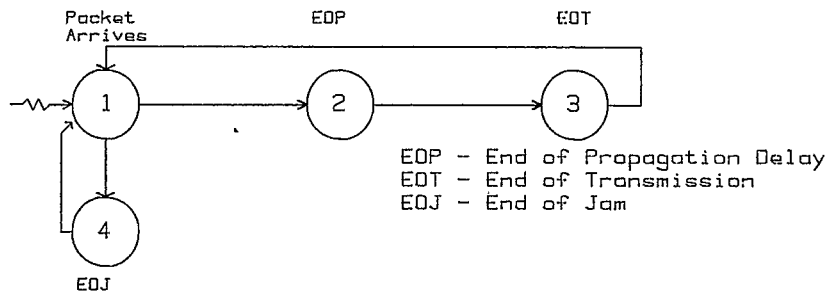 Packet
Arrives
EOP
EOT
1
2
3
EOP - End of Propagation Delay
EOT - End of Transmission
EOJ - End of Jam
4
EOJ